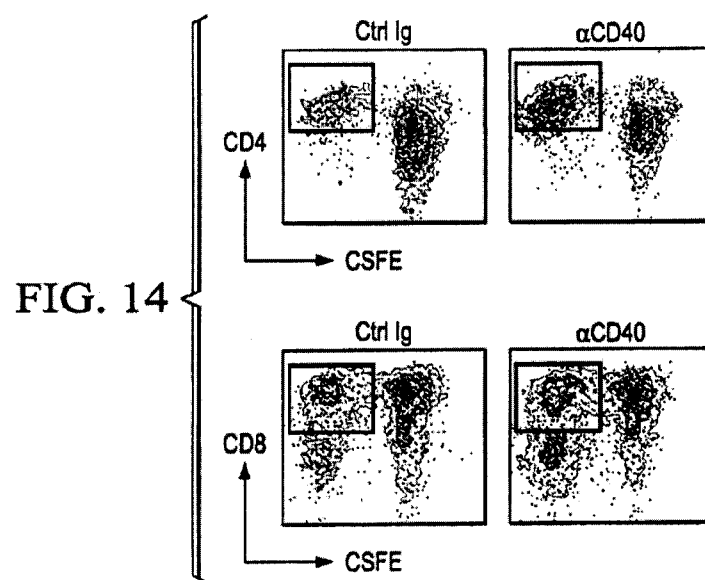 Ctrl Ig
αCD40
CD4
CSFE
FIG. 14
Ctrl Ig
αCD40
CD8
CSFE